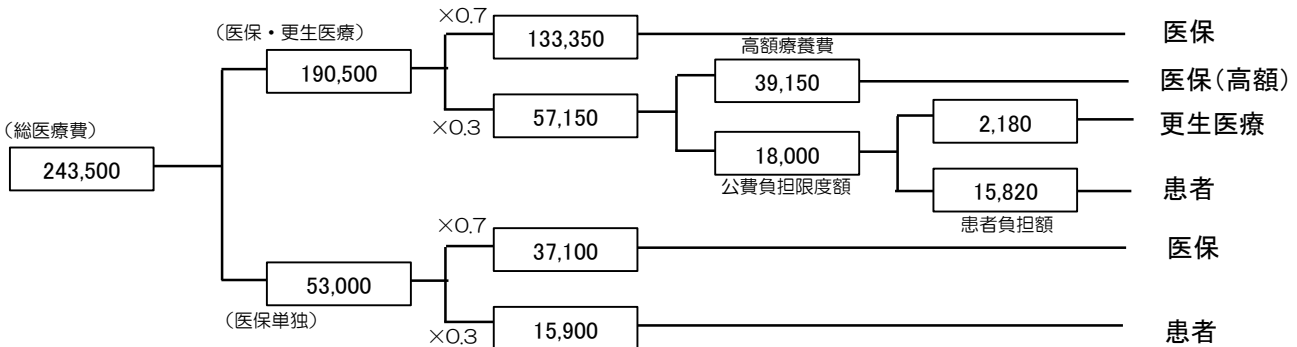 ×0.7
133,350
医保
(医保・更生医療)
190,500
高額療養費
39,150
医保(高額)
×0.3
57,150
2,180
更生医療
(総医療費)
243,500
18,000
公費負担限度額
15,820
患者
患者負担額
×0.7
37,100
医保
53,000
(医保単独)
×0.3
15,900
患者